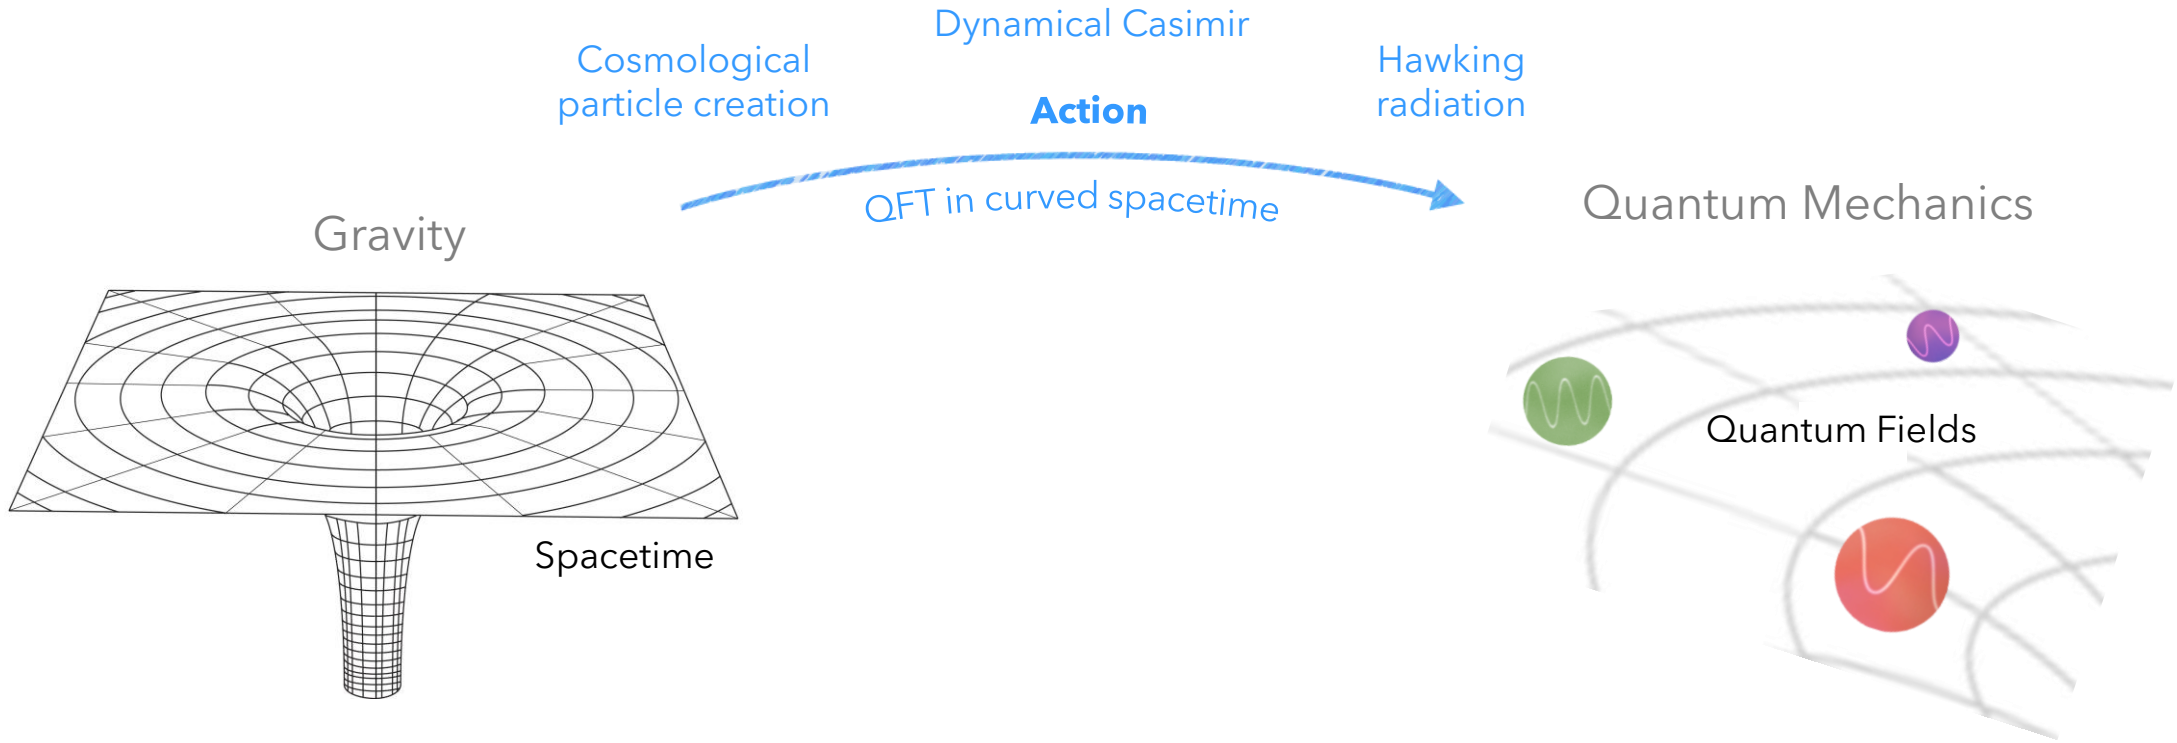 Dynamical Casimir
Cosmological
particle creation
Hawking
radiation
Action
QFT in curved spacetime
Gravity
Quantum Mechanics
Quantum Fields
Spacetime